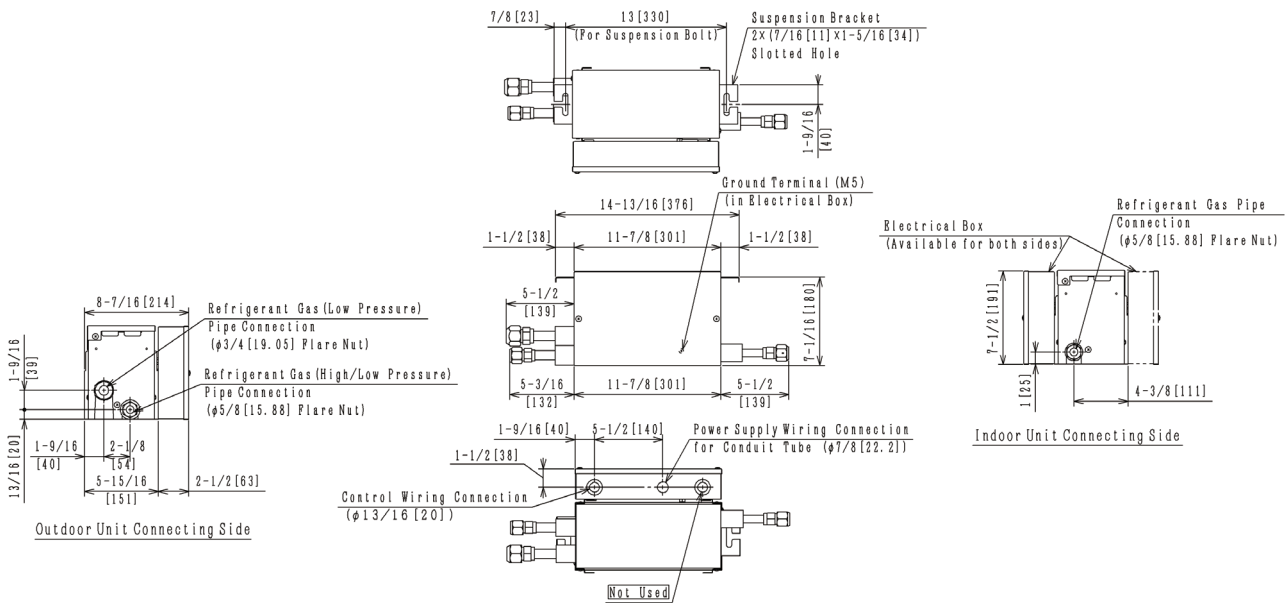 7/8 [23]
13 [330]
(For Suspension Bolt)
Suspension Bracket
2×(7/16 [11]×1-5/16 [34])
Slotted Hole
1-9/16
[40]
Ground Terminal (M5)
(in Electrical Box)
14-13/16 [376]
1-1/2 [38]
11-7/8 [301]
1-1/2 [38]
5-1/2
[139]
7-1/16 [180]
5-3/16
[132]
11-7/8 [301]
5-1/2
[139]
Refrigerant Gas Pipe
Connection
(φ5/8 [15.88] Flare Nut)
Electrical Box
(Available for both sides)
7-1/2 [191]
1 [25]
4-3/8 [111]
Indoor Unit Connecting Side
8-7/16 [214]
Refrigerant Gas (Low Pressure)
Pipe Connection
(φ3/4 [19.05] Flare Nut)
Refrigerant Gas (High/Low Pressure)
Pipe Connection
(φ5/8 [15.88] Flare Nut)
1-9/16
[39]
13/16 [20]
1-9/16
[40]
2-1/8
[54]
5-15/16
[151]
2-1/2 [63]
Outdoor Unit Connecting Side
1-9/16 [40]
5-1/2 [140]
Power Supply Wiring Connection
for Conduit Tube (φ7/8 [22.2])
1-1/2 [38]
Control Wiring Connection
(φ13/16 [20])
Not Used